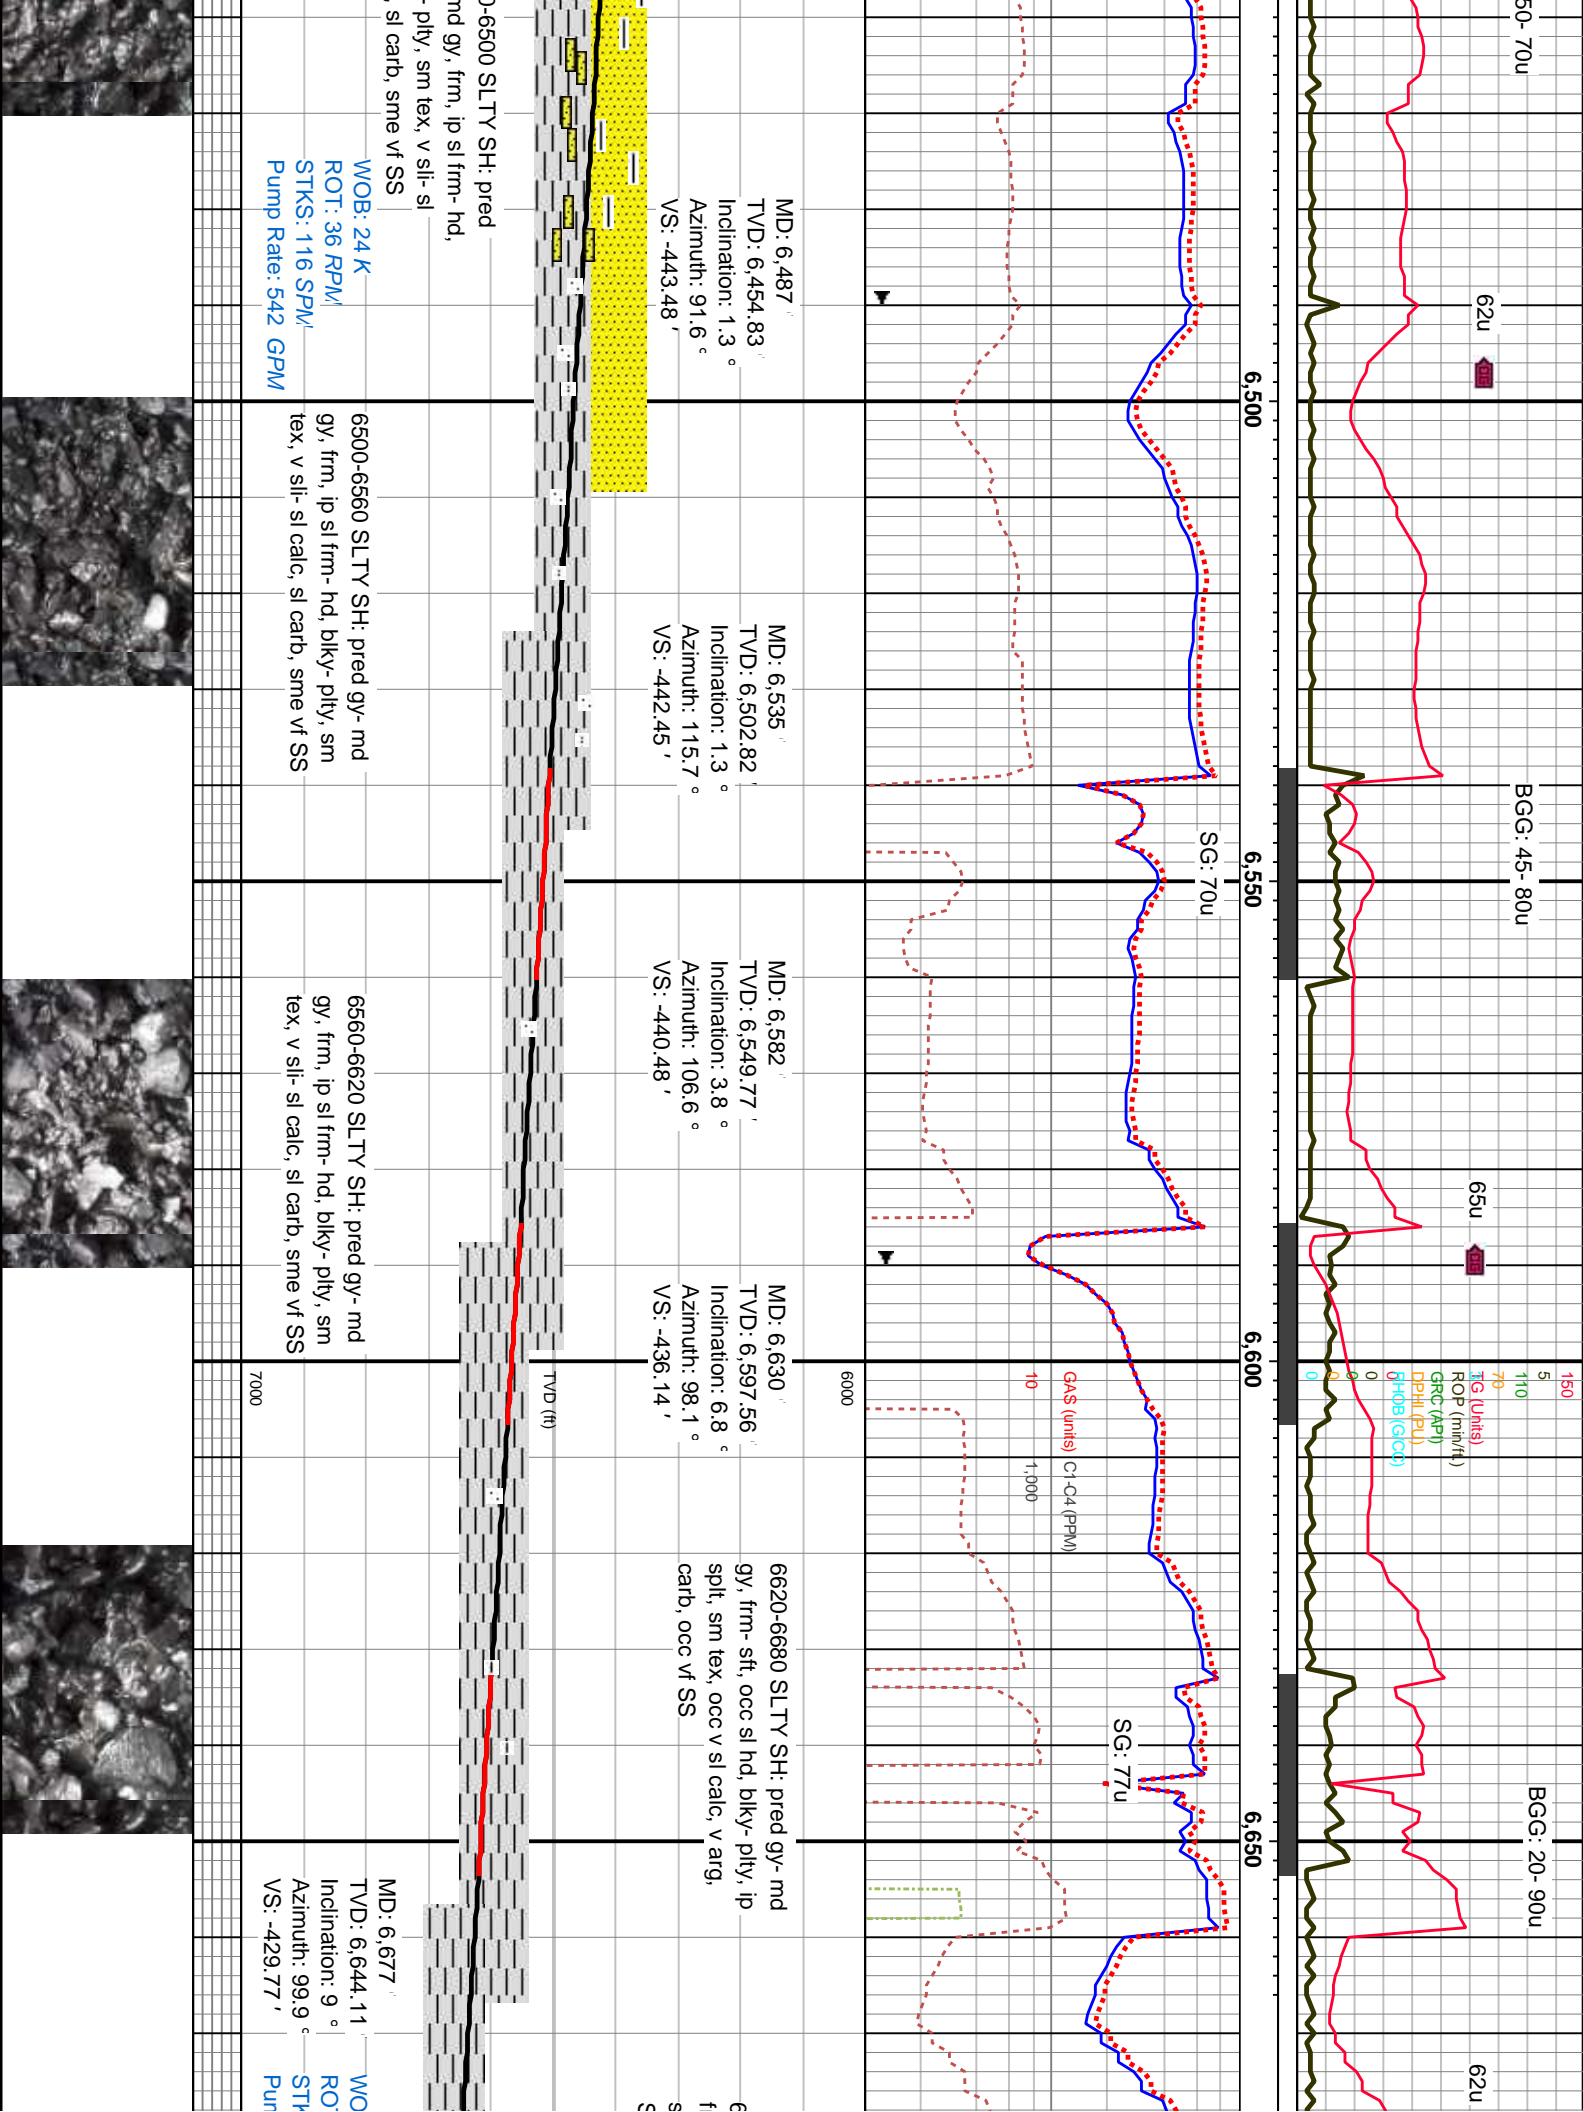 50- 70u
62u
BGG: 45- 80u
65u
BGG: 20- 90u
62u
150
5
110
70
TG (Units)
ROP (min/ft.)
GRC (API)
DPHI (PU)
RHOB (G/CC)
0
0
0
0
0
6,500
6,550
6,600
6,650
SG: 70u
SG: 77u
GAS (units)
10
C1-C4 (PPM)
1,000
6000
TVD (ft)
7000
MD: 6,487 '
TVD: 6,454.83 '
Inclination: 1.3 °
Azimuth: 91.6 °
VS: -443.48 '
MD: 6,535 '
TVD: 6,502.82 '
Inclination: 1.3 °
Azimuth: 115.7 °
VS: -442.45 '
MD: 6,582 '
TVD: 6,549.77 '
Inclination: 3.8 °
Azimuth: 106.6 °
VS: -440.48 '
MD: 6,630 '
TVD: 6,597.56 '
Inclination: 6.8 °
Azimuth: 98.1 °
VS: -436.14 '
6620-6680 SLTY SH: pred gy- md
gy, frm- sft, occ sl hd, blky- plty, ip
splt, sm tex, occ v sl calc, v arg,
carb, occ vf SS
0-6500 SLTY SH: pred
md gy, frm, ip sl frm- hd,
- plty, sm tex, v sli- sl
, sl carb, sme vf SS
WOB: 24 K
ROT: 36 RPM
STKS: 116 SPM
Pump Rate: 542 GPM
6500-6560 SLTY SH: pred gy- md
gy, frm, ip sl frm- hd, blky- plty, sm
tex, v sli- sl calc, sl carb, sme vf SS
6560-6620 SLTY SH: pred gy- md
gy, frm, ip sl frm- hd, blky- plty, sm
tex, v sli- sl calc, sl carb, sme vf SS
MD: 6,677 '
TVD: 6,644.11 '
Inclination: 9 °
Azimuth: 99.9 °
VS: -429.77 '
WO
ROT
STK
Pum